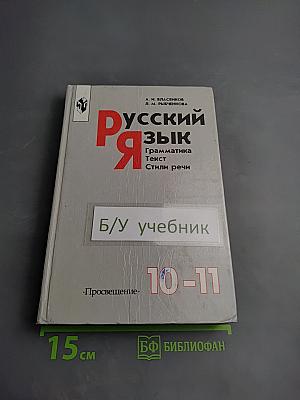 А. И. ВЛАСЕНКОВ
Л. М. РЫБЧЕНКОВА
Русский
Язык
Грамматика
Текст
Стили речи
Б/У учебник
10-11
·Просвещение·
15 см
БФ БИБЛИОФАН